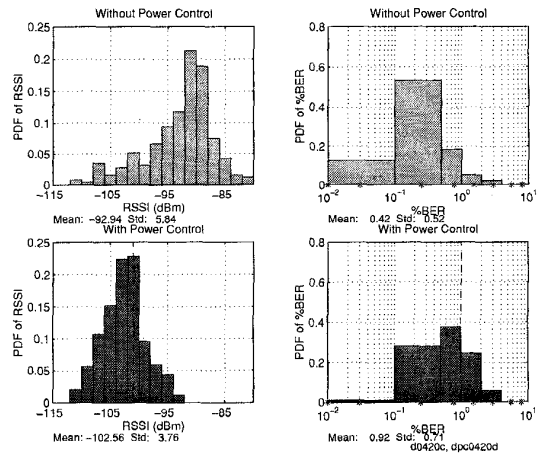 Without Power Control
Without Power Control
0.25
0.2
0.15
0.1
0.05
0
PDF of RSSI
-115
-105
-95
-85
RSSI (dBm)
Mean: -92.94 Std: 5.84
0.8
0.6
0.4
0.2
0
PDF of %BER
10^-2
10^-1
10^0
10^1
%BER
Mean: 0.42 Std: 0.52
With Power Control
With Power Control
0.25
0.2
0.15
0.1
0.05
0
PDF of RSSI
-115
-105
-95
-85
RSSI (dBm)
Mean: -102.56 Std: 3.76
0.8
0.6
0.4
0.2
0
PDF of %BER
10^-2
10^-1
10^0
10^1
%BER
Mean: 0.92 Std: 0.71
d0420c, dpc0420d